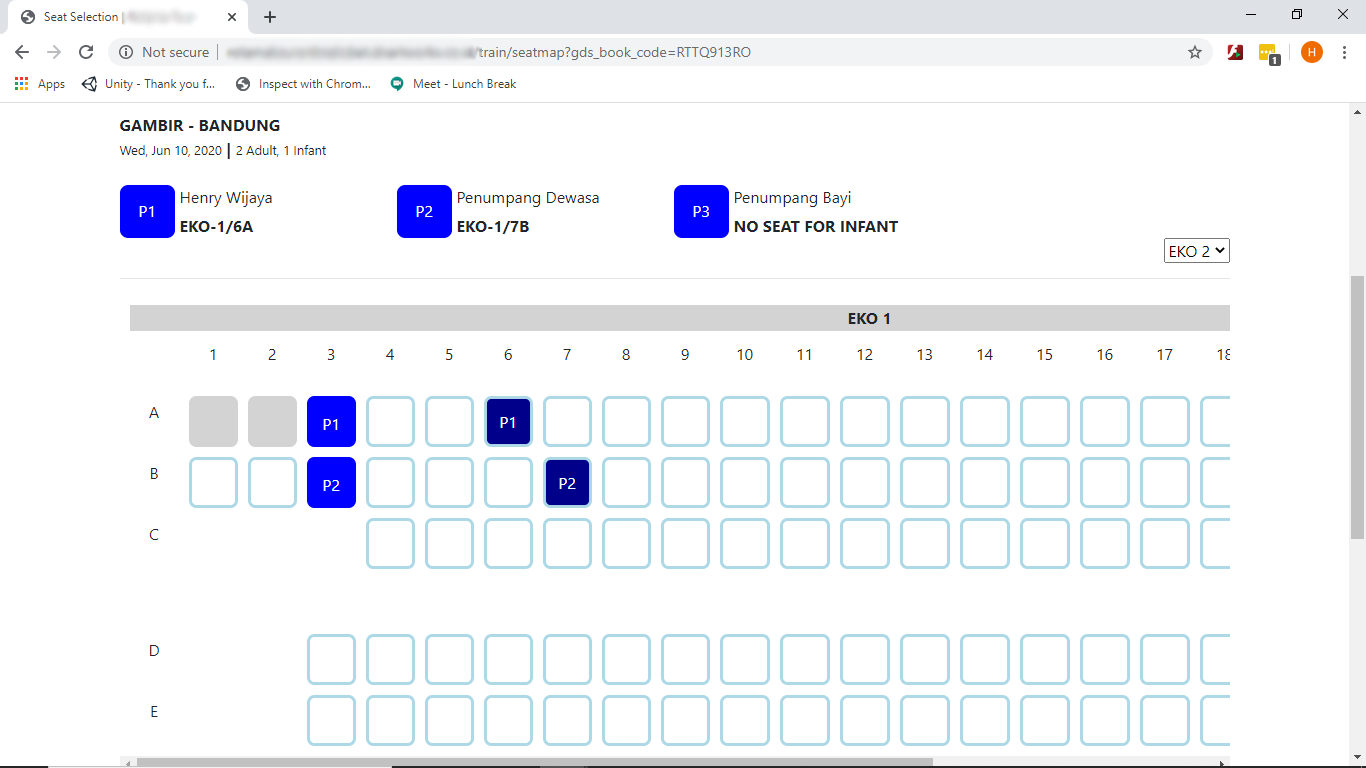 Seat Selection |
Not secure
/train/seatmap?gds_book_code=RTTQ913RO
1
H
Apps
Unity - Thank you f...
Inspect with Chrom...
Meet - Lunch Break
GAMBIR - BANDUNG
Wed, Jun 10, 2020 | 2 Adult, 1 Infant
P1
Henry Wijaya
EKO-1/6A
P2
Penumpang Dewasa
EKO-1/7B
P3
Penumpang Bayi
NO SEAT FOR INFANT
EKO 2
EKO 1
1 2 3 4 5 6 7 8 9 10 11 12 13 14 15 16 17 18
A P1 P1
B P2 P2
C
D
E